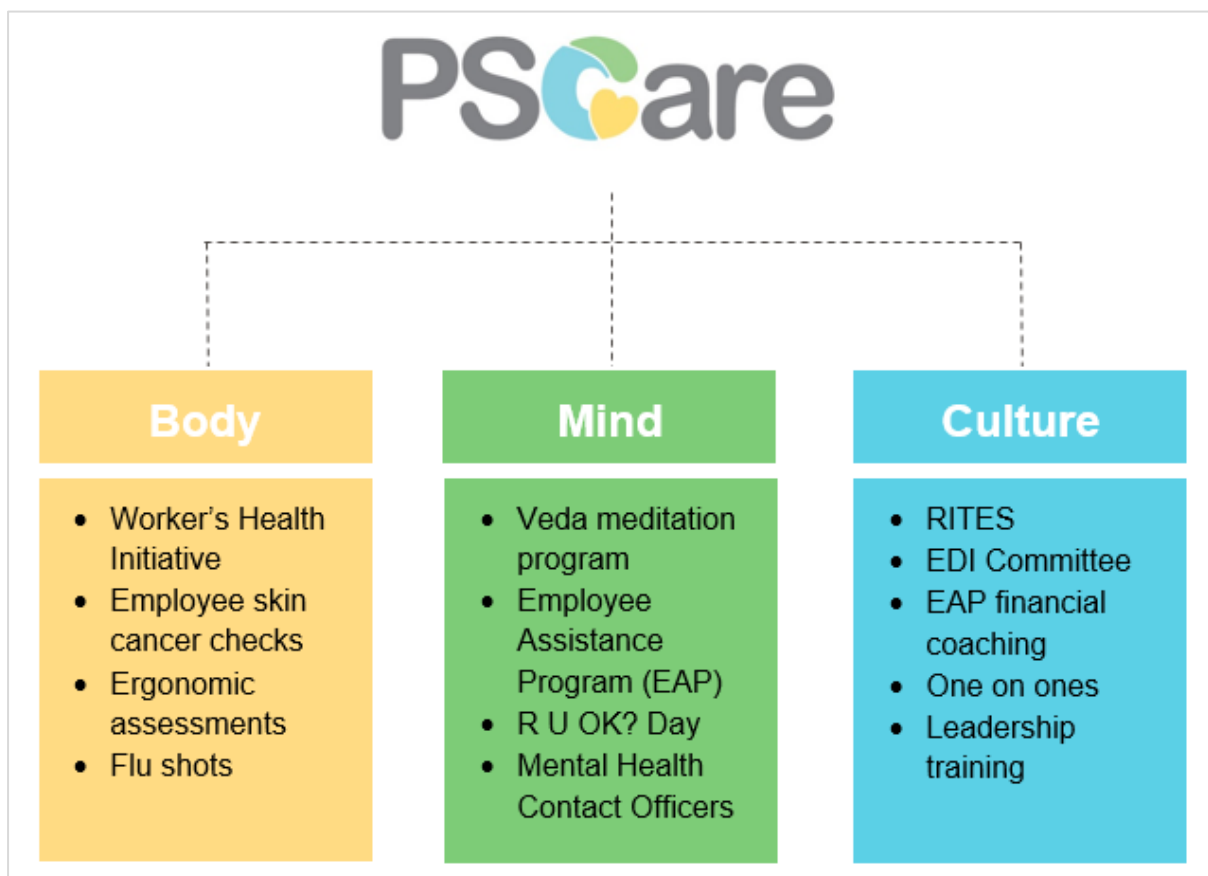 PSCare
Body
• Worker’s Health
Initiative
• Employee skin
cancer checks
• Ergonomic
assessments
• Flu shots
Mind
• Veda meditation
program
• Employee
Assistance
Program (EAP)
• R U OK? Day
• Mental Health
Contact Officers
Culture
• RITES
• EDI Committee
• EAP financial
coaching
• One on ones
• Leadership
training